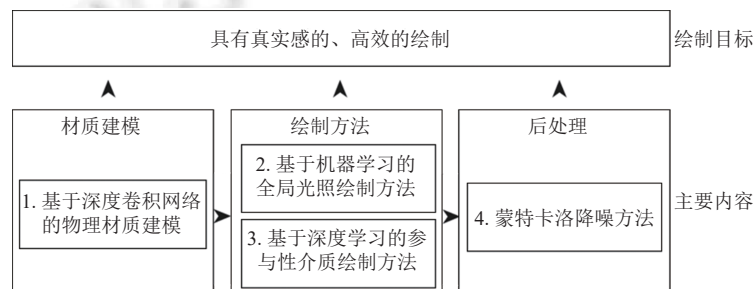 具有真实感的、高效的绘制
绘制目标
材质建模
1. 基于深度卷积网络
的物理材质建模
绘制方法
2. 基于机器学习的
全局光照绘制方法
3. 基于深度学习的参
与性介质绘制方法
后处理
4. 蒙特卡洛降噪方法
主要内容